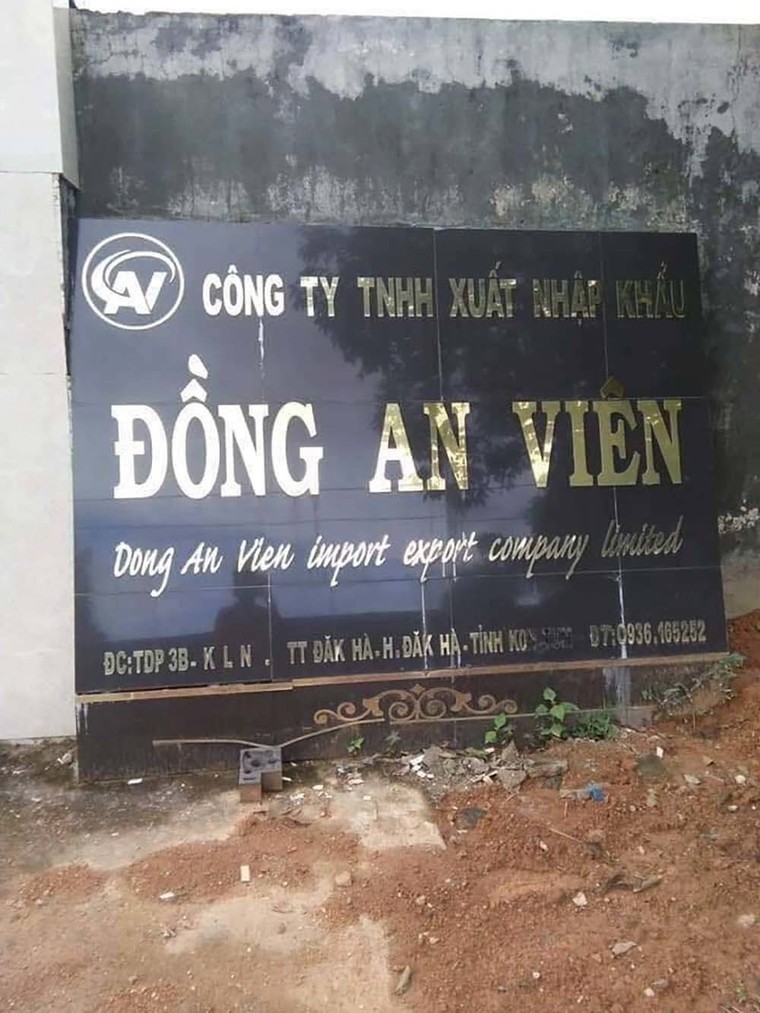 AV CÔNG TY TNHH XUẤT NHẬP KHẨU
ĐỒNG AN VIÊN
Dong An Vien import export company limited
ĐC:TDP 3B - K L N . TT ĐĂK HÀ - H.ĐĂK HÀ - TỈNH KON TUM ĐT:0936.165252